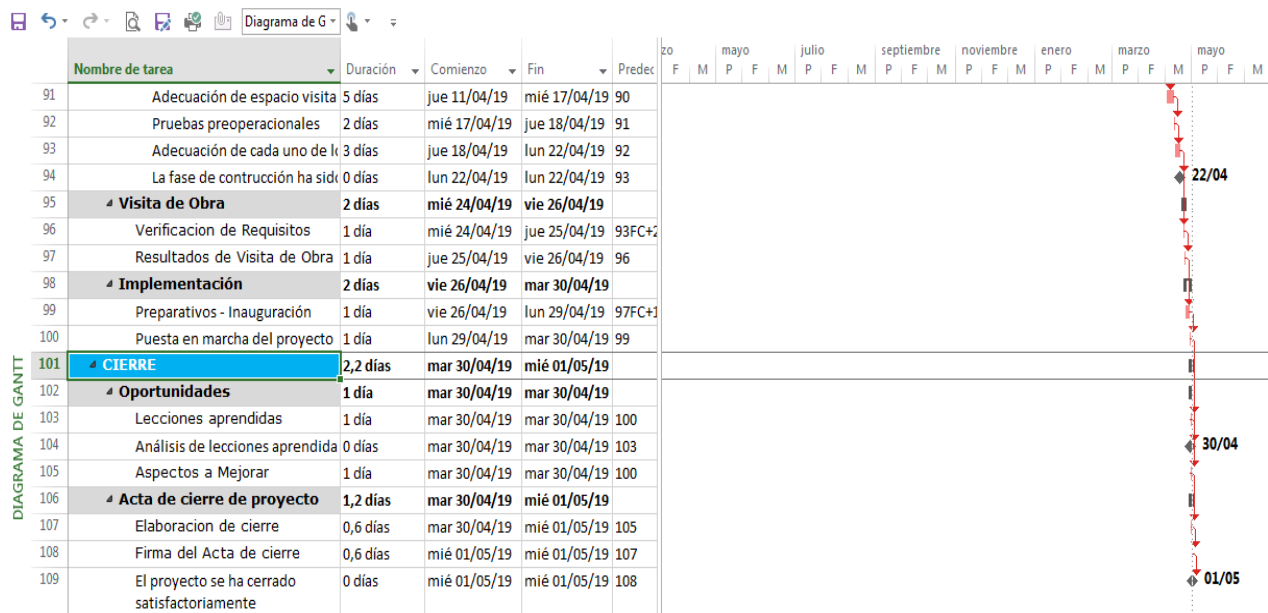 Diagrama de G
zo mayo julio septiembre noviembre enero marzo mayo
Nombre de tarea Duración Comienzo Fin Predec F M P F M P F M P F M P F M P F M P F M P F M
91 Adecuación de espacio visita 5 días jue 11/04/19 mié 17/04/19 90
92 Pruebas preoperacionales 2 días mié 17/04/19 jue 18/04/19 91
93 Adecuación de cada uno de lo 3 días jue 18/04/19 lun 22/04/19 92
94 La fase de contrucción ha sido 0 días lun 22/04/19 lun 22/04/19 93 22/04
95 Visita de Obra 2 días mié 24/04/19 vie 26/04/19
96 Verificacion de Requisitos 1 día mié 24/04/19 jue 25/04/19 93FC+2
97 Resultados de Visita de Obra 1 día jue 25/04/19 vie 26/04/19 96
98 Implementación 2 días vie 26/04/19 mar 30/04/19
99 Preparativos - Inauguración 1 día vie 26/04/19 lun 29/04/19 97FC+1
100 Puesta en marcha del proyecto 1 día lun 29/04/19 mar 30/04/19 99
101 CIERRE 2,2 días mar 30/04/19 mié 01/05/19
102 Oportunidades 1 día mar 30/04/19 mar 30/04/19
103 Lecciones aprendidas 1 día mar 30/04/19 mar 30/04/19 100
104 Análisis de lecciones aprendida 0 días mar 30/04/19 mar 30/04/19 103 30/04
105 Aspectos a Mejorar 1 día mar 30/04/19 mar 30/04/19 100
106 Acta de cierre de proyecto 1,2 días mar 30/04/19 mié 01/05/19
107 Elaboracion de cierre 0,6 días mar 30/04/19 mié 01/05/19 105
108 Firma del Acta de cierre 0,6 días mié 01/05/19 mié 01/05/19 107
109 El proyecto se ha cerrado 0 días mié 01/05/19 mié 01/05/19 108 01/05
satisfactoriamente
DIAGRAMA DE GANTT